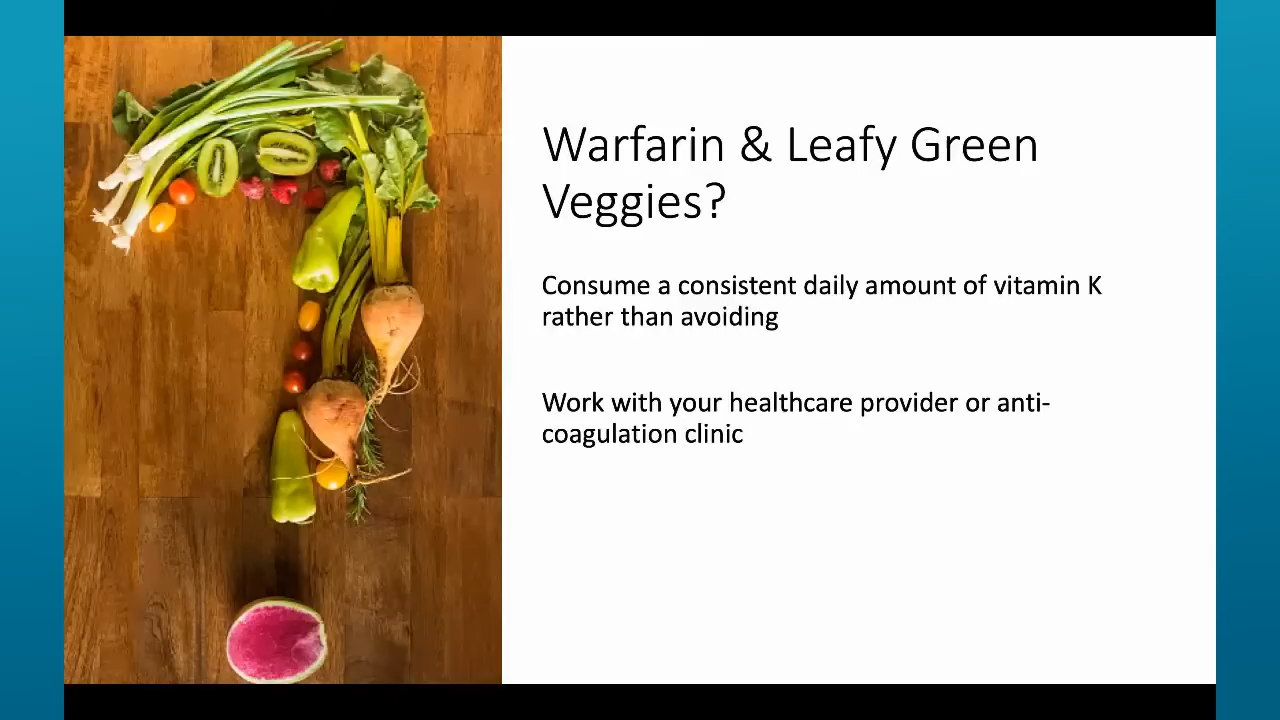 Warfarin & Leafy Green
Veggies?
Consume a consistent daily amount of vitamin K
rather than avoiding
Work with your healthcare provider or anti-
coagulation clinic